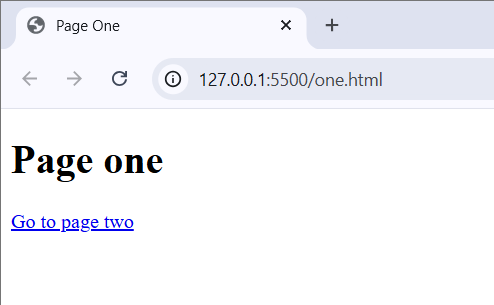 Page One
127.0.0.1:5500/one.html
Page one
Go to page two